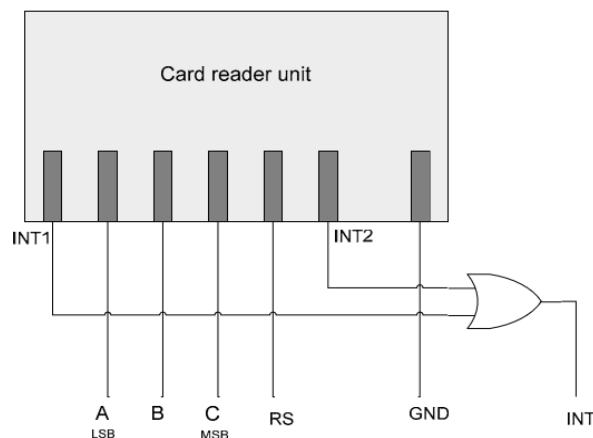 Card reader unit
INT1
INT2
A
B
C
RS
GND
INT
LSB
MSB